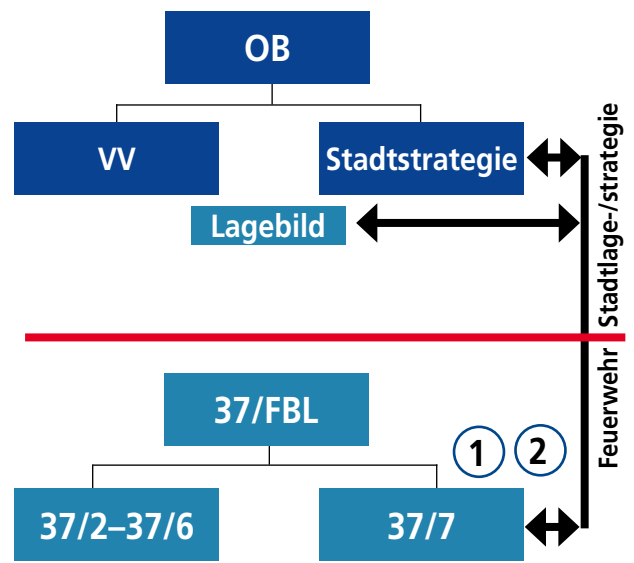 OB
VV
Stadtstrategie
Lagebild
Stadtlage-/strategie
Feuerwehr
37/FBL
1
2
37/2–37/6
37/7